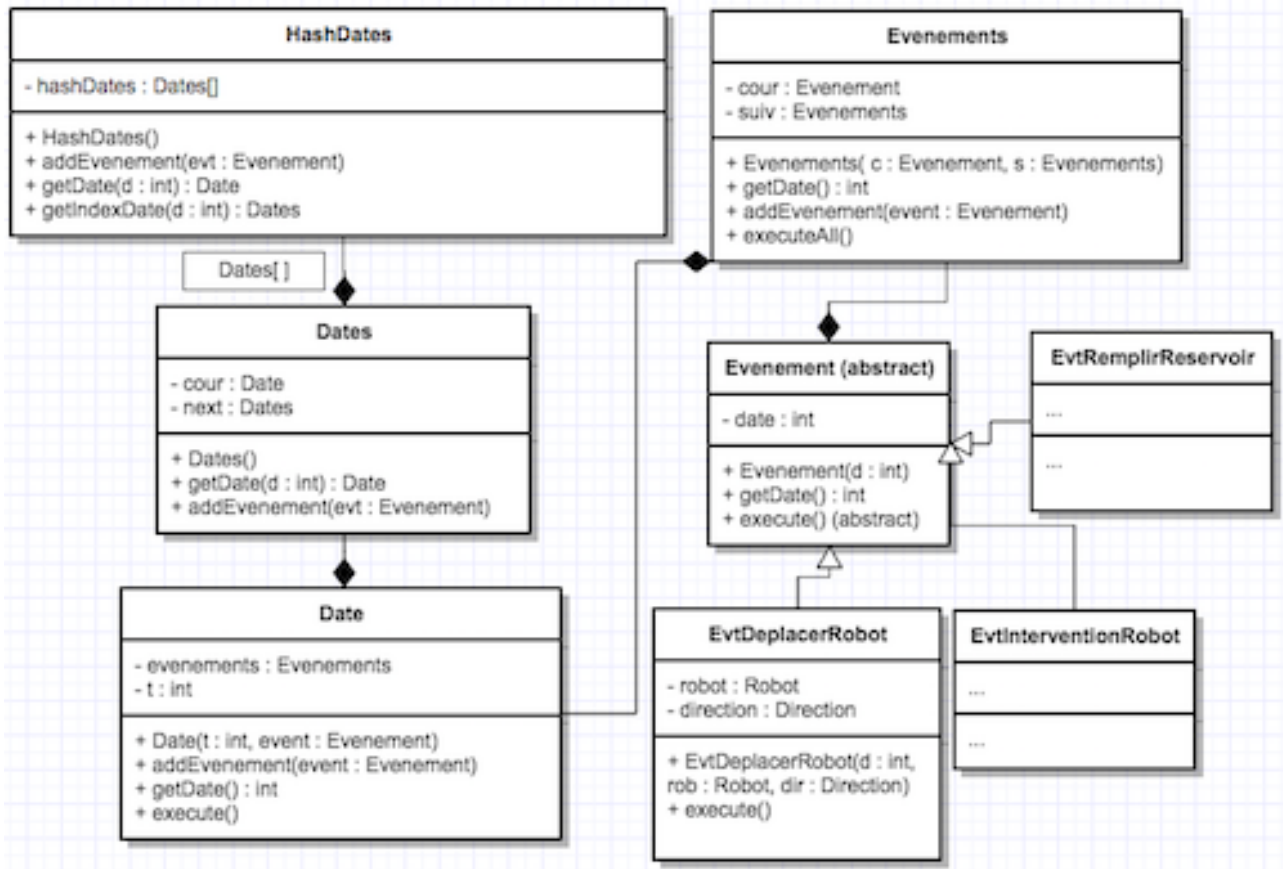 HashDates
- hashDates : Dates[]
+ HashDates()
+ addEvenement(evt : Evenement)
+ getDate(d : int) : Date
+ getIndexDate(d : int) : Dates
Evenements
- cour : Evenement
- suiv : Evenements
+ Evenements( c : Evenement, s : Evenements)
+ getDate() : int
+ addEvenement(event : Evenement)
+ executeAll()
Dates[ ]
Dates
- cour : Date
- next : Dates
+ Dates()
+ getDate(d : int) : Date
+ addEvenement(evt : Evenement)
Evenement (abstract)
- date : int
+ Evenement(d : int)
+ getDate() : int
+ execute() (abstract)
EvtRemplirReservoir
...
...
Date
- evenements : Evenements
- t : int
+ Date(t : int, event : Evenement)
+ addEvenement(event : Evenement)
+ getDate() : int
+ execute()
EvtDeplacerRobot
- robot : Robot
- direction : Direction
+ EvtDeplacerRobot(d : int,
rob : Robot, dir : Direction)
+ execute()
EvtInterventionRobot
...
...